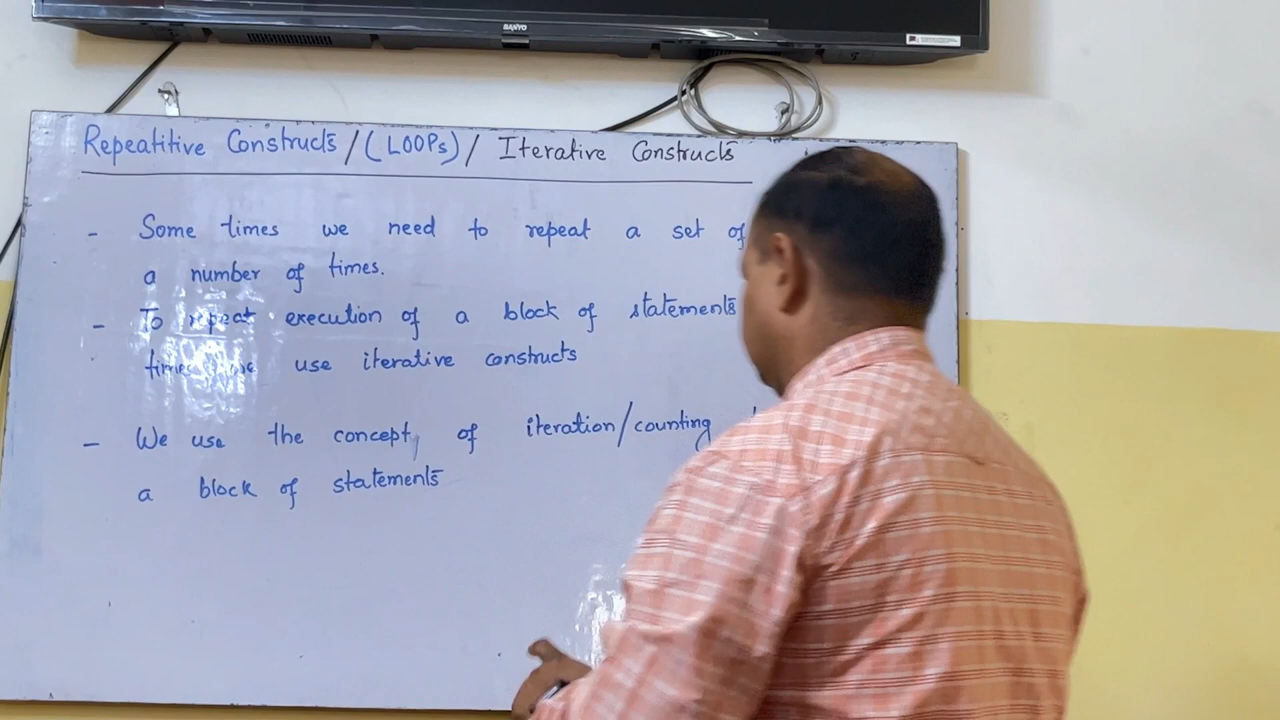 SANYO
Repeatitive Constructs / (LOOPs) / Iterative Constructs
- Some times we need to repeat a set of
a number of times.
- To repeat execution of a block of statements
times we use iterative constructs
- We use the concept of iteration/counting
a block of statements